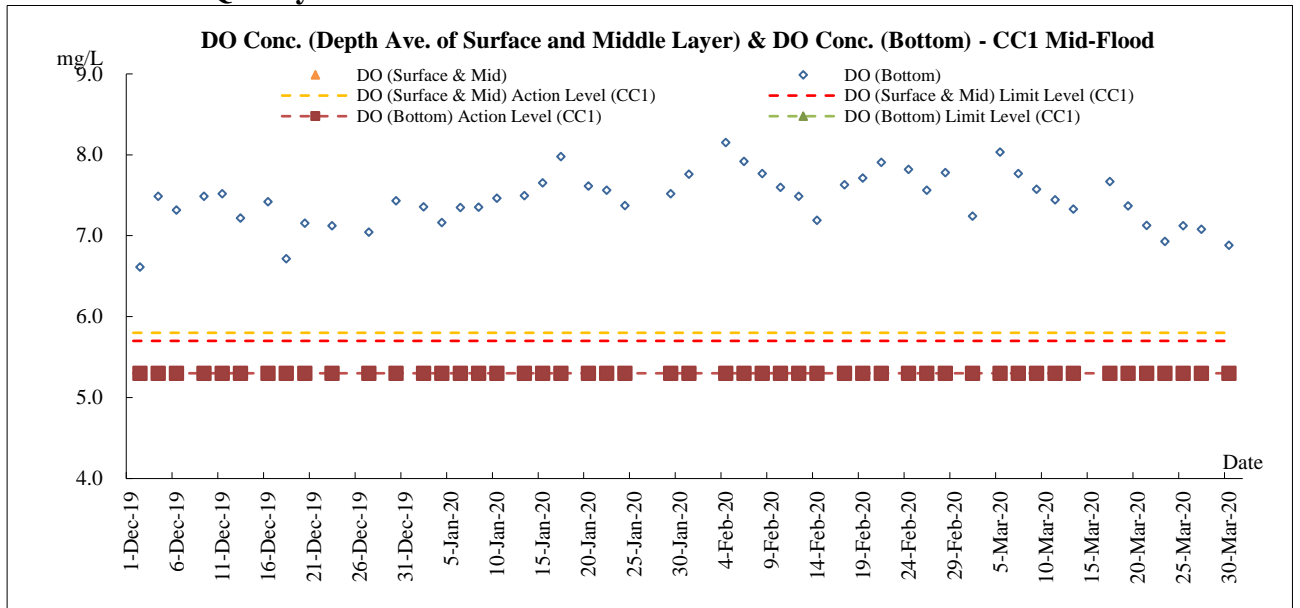 DO Conc. (Depth Ave. of Surface and Middle Layer) & DO Conc. (Bottom) - CC1 Mid-Flood
mg/L
DO (Surface & Mid)
DO (Bottom)
DO (Surface & Mid) Action Level (CC1)
DO (Surface & Mid) Limit Level (CC1)
DO (Bottom) Action Level (CC1)
DO (Bottom) Limit Level (CC1)
9.0
8.0
7.0
6.0
5.0
4.0
Date
1-Dec-19
6-Dec-19
11-Dec-19
16-Dec-19
21-Dec-19
26-Dec-19
31-Dec-19
5-Jan-20
10-Jan-20
15-Jan-20
20-Jan-20
25-Jan-20
30-Jan-20
4-Feb-20
9-Feb-20
14-Feb-20
19-Feb-20
24-Feb-20
29-Feb-20
5-Mar-20
10-Mar-20
15-Mar-20
20-Mar-20
25-Mar-20
30-Mar-20